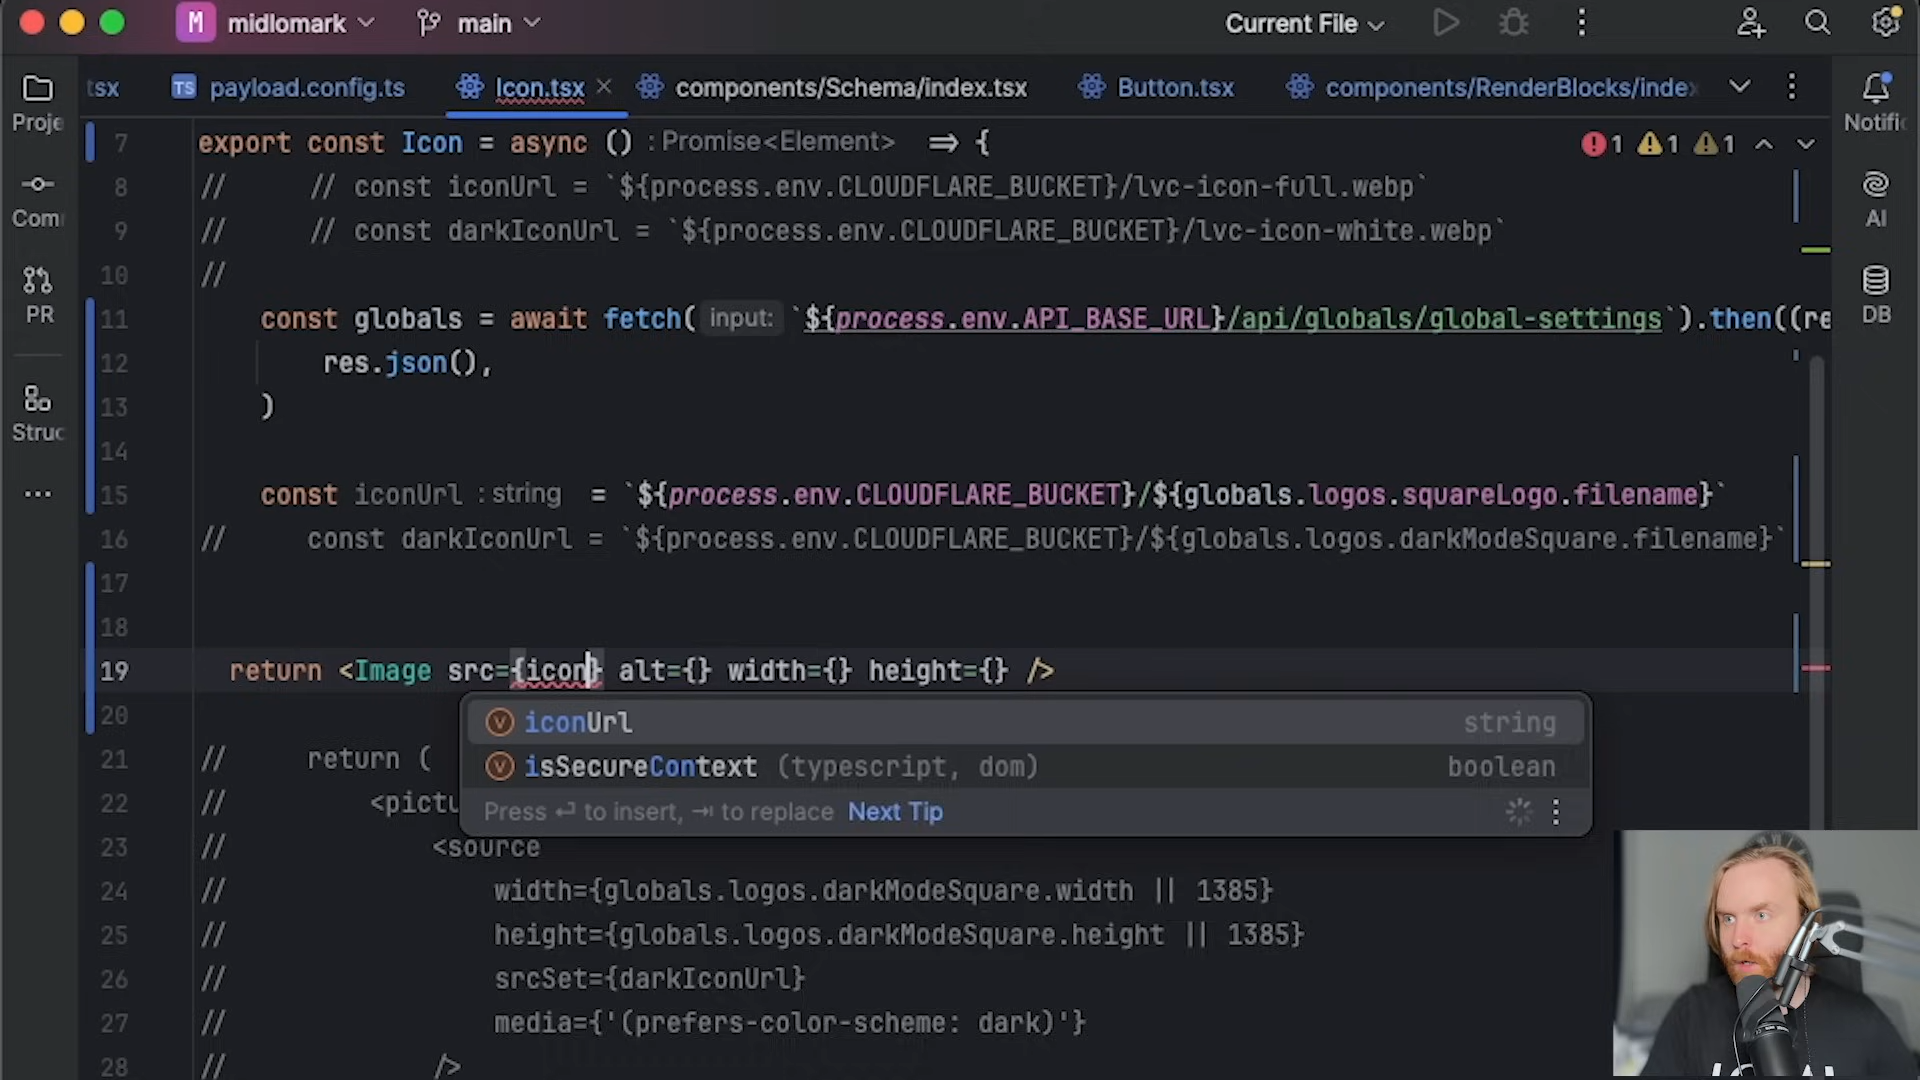 M midlomark main Current File
tsx payload.config.ts Icon.tsx components/Schema/index.tsx Button.tsx components/RenderBlocks/index
Proje
Notifi
7 export const Icon = async () : Promise<Element> => {
1 1 1
8 // // const iconUrl = `${process.env.CLOUDFLARE_BUCKET}/lvc-icon-full.webp`
Com
AI
9 // // const darkIconUrl = `${process.env.CLOUDFLARE_BUCKET}/lvc-icon-white.webp`
10 //
PR
DB
11 const globals = await fetch( input: `${process.env.API_BASE_URL}/api/globals/global-settings`).then((re
12 res.json(),
13 )
Struc
14
15 const iconUrl : string = `${process.env.CLOUDFLARE_BUCKET}/${globals.logos.squareLogo.filename}`
16 // const darkIconUrl = `${process.env.CLOUDFLARE_BUCKET}/${globals.logos.darkModeSquare.filename}`
17
18
19 return <Image src={icon} alt={} width={} height={} />
20
iconUrl string
21 // return (
isSecureContext (typescript, dom) boolean
22 // <pictu
Press ↵ to insert, ⇥ to replace Next Tip
23 // <source
24 // width={globals.logos.darkModeSquare.width || 1385}
25 // height={globals.logos.darkModeSquare.height || 1385}
26 // srcSet={darkIconUrl}
27 // media={'(prefers-color-scheme: dark)'}
28 // />